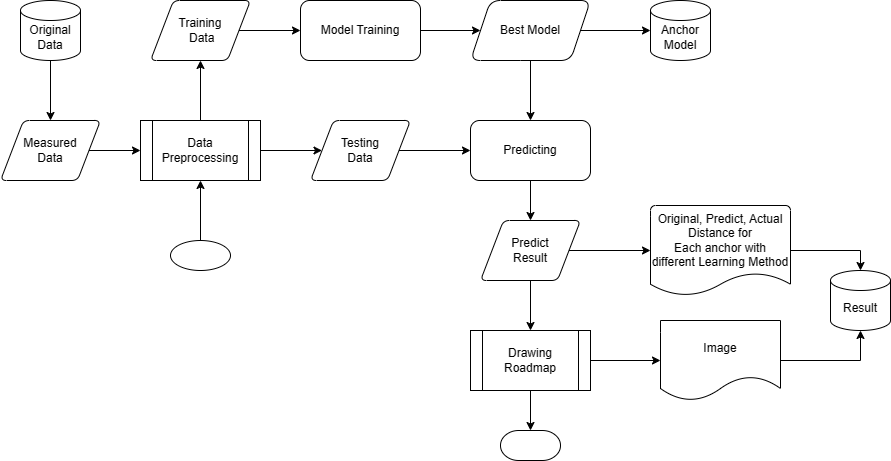 Original
Data
Training
Data
Model Training
Best Model
Anchor
Model
Measured
Data
Data
Preprocessing
Testing
Data
Predicting
Predict
Result
Original, Predict, Actual
Distance for
Each anchor with
different Learning Method
Result
Drawing
Roadmap
Image